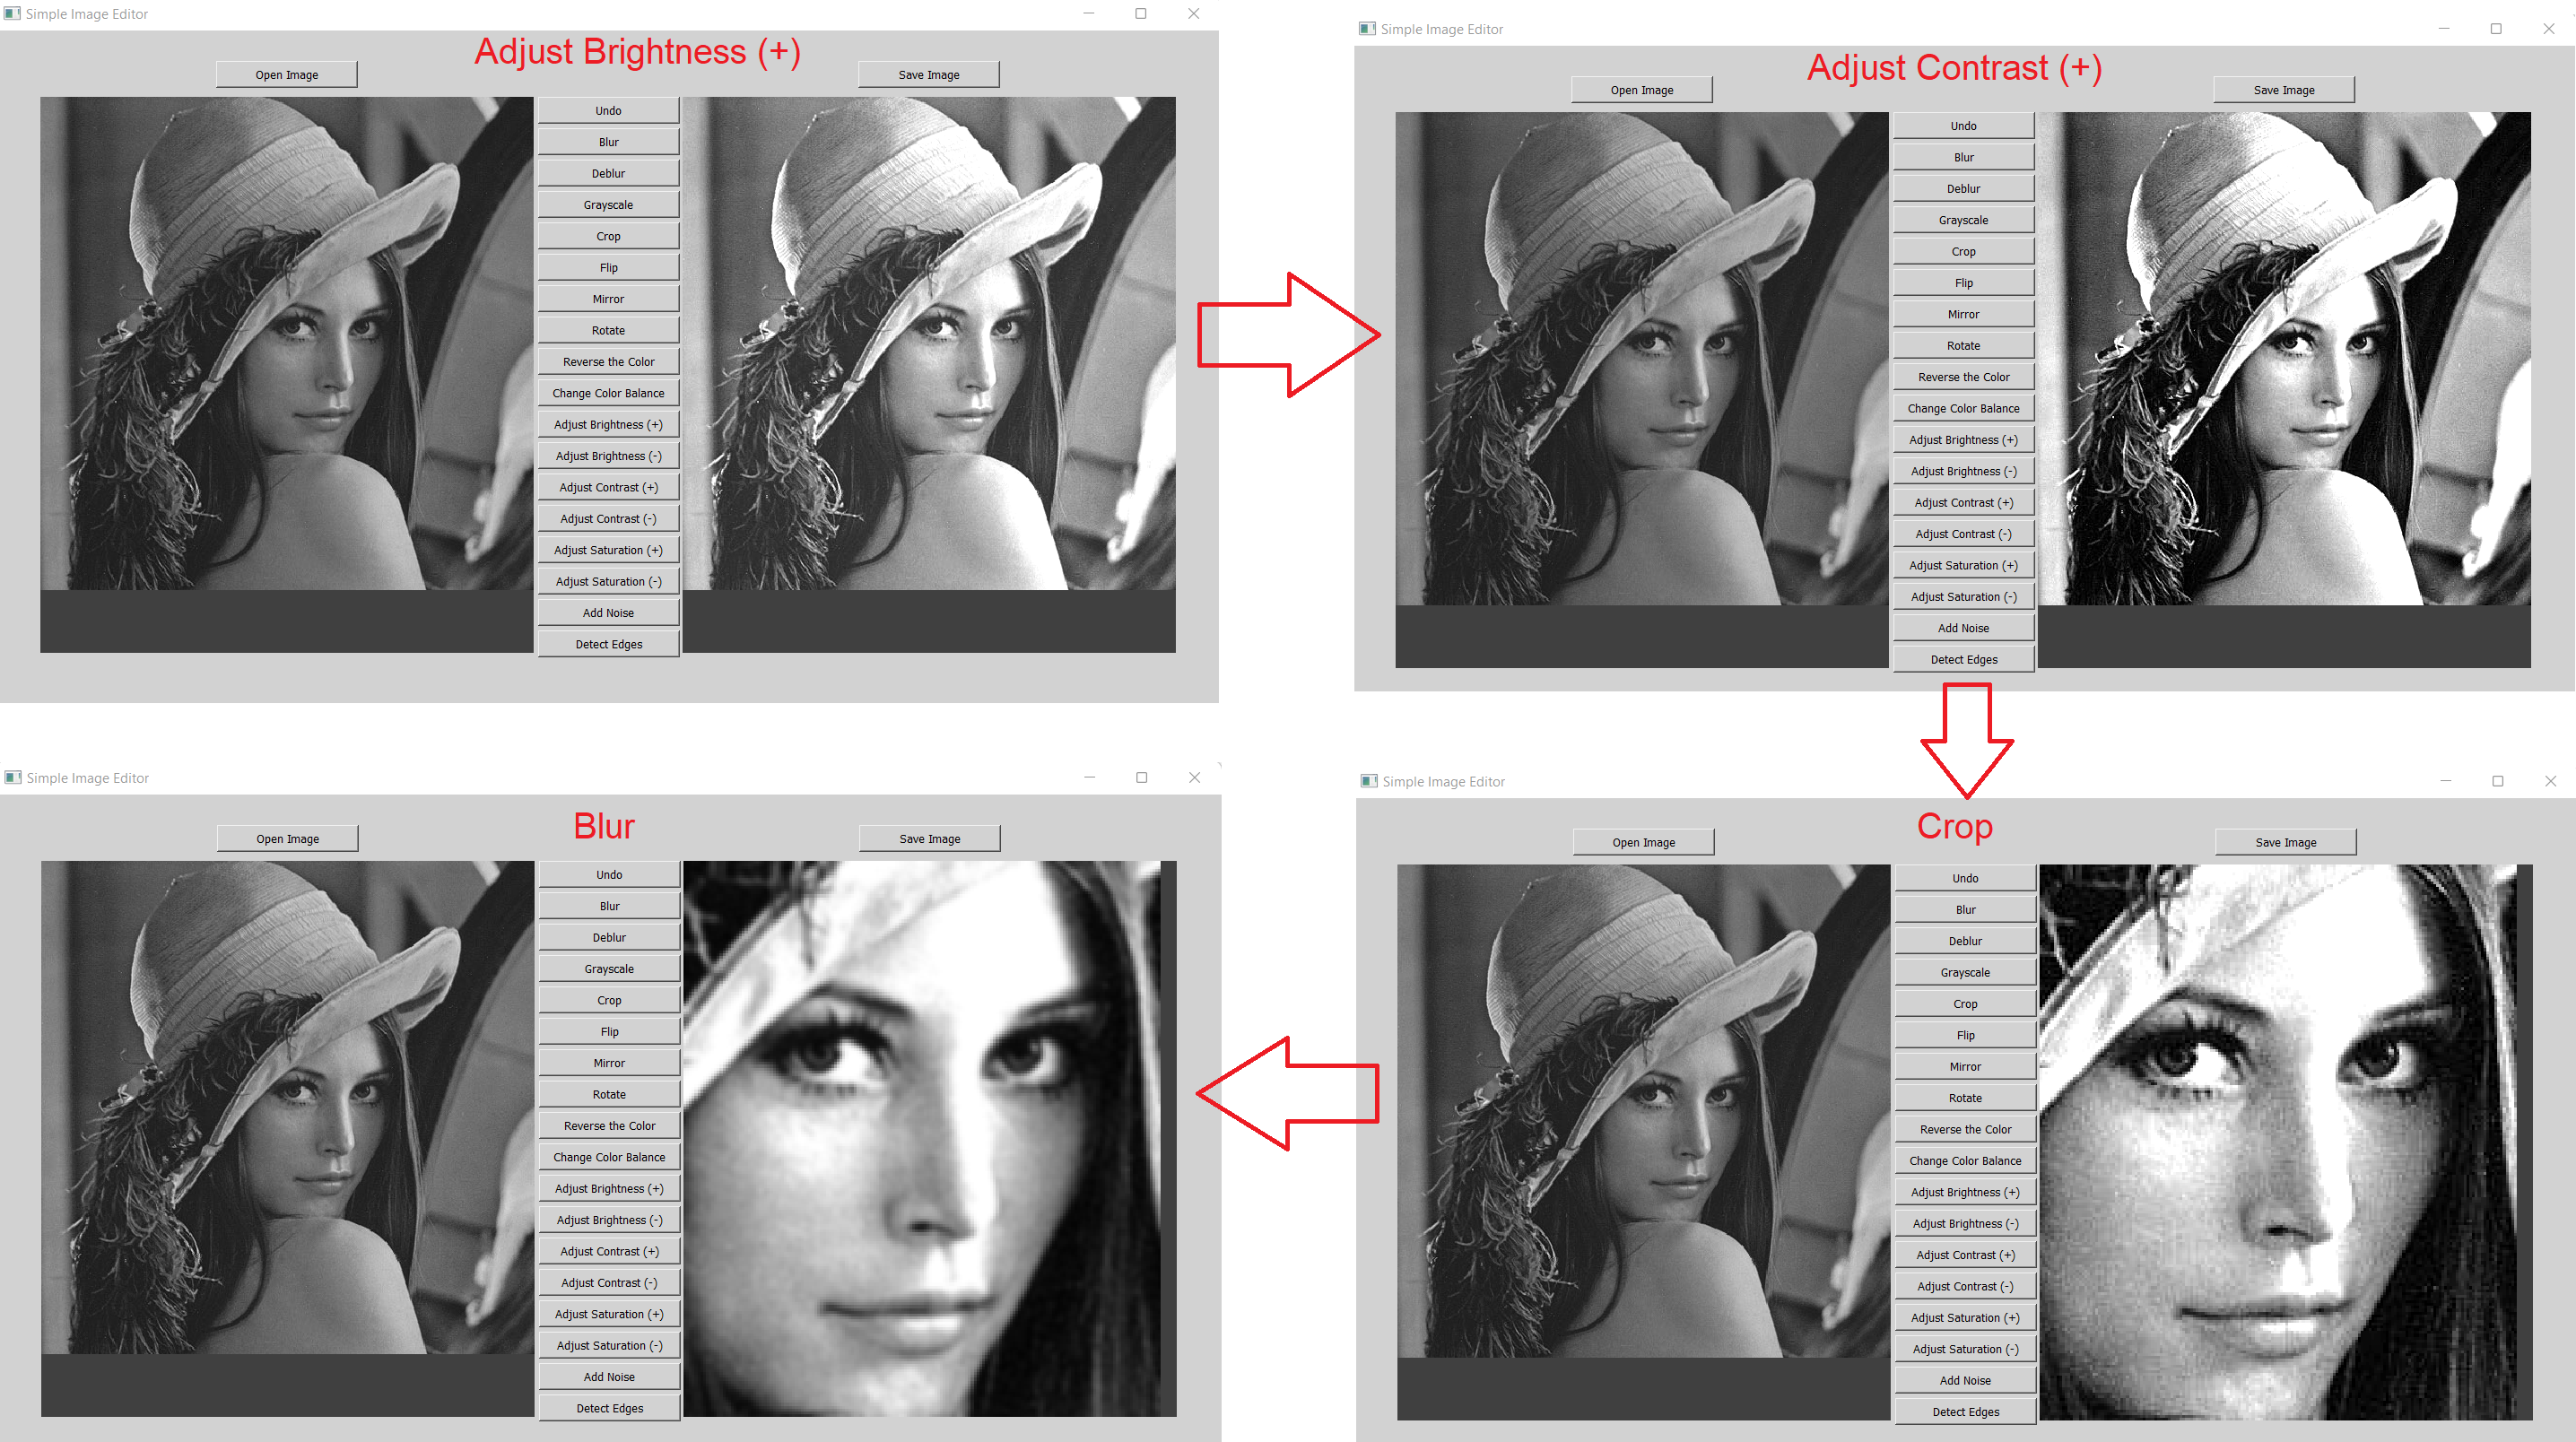 Simple Image Editor
Adjust Brightness (+)
Open Image
Save Image
Undo
Blur
Deblur
Grayscale
Crop
Flip
Mirror
Rotate
Reverse the Color
Change Color Balance
Adjust Brightness (+)
Adjust Brightness (-)
Adjust Contrast (+)
Adjust Contrast (-)
Adjust Saturation (+)
Adjust Saturation (-)
Add Noise
Detect Edges
Simple Image Editor
Adjust Contrast (+)
Open Image
Save Image
Undo
Blur
Deblur
Grayscale
Crop
Flip
Mirror
Rotate
Reverse the Color
Change Color Balance
Adjust Brightness (+)
Adjust Brightness (-)
Adjust Contrast (+)
Adjust Contrast (-)
Adjust Saturation (+)
Adjust Saturation (-)
Add Noise
Detect Edges
Simple Image Editor
Blur
Open Image
Save Image
Undo
Blur
Deblur
Grayscale
Crop
Flip
Mirror
Rotate
Reverse the Color
Change Color Balance
Adjust Brightness (+)
Adjust Brightness (-)
Adjust Contrast (+)
Adjust Contrast (-)
Adjust Saturation (+)
Adjust Saturation (-)
Add Noise
Detect Edges
Simple Image Editor
Crop
Open Image
Save Image
Undo
Blur
Deblur
Grayscale
Crop
Flip
Mirror
Rotate
Reverse the Color
Change Color Balance
Adjust Brightness (+)
Adjust Brightness (-)
Adjust Contrast (+)
Adjust Contrast (-)
Adjust Saturation (+)
Adjust Saturation (-)
Add Noise
Detect Edges